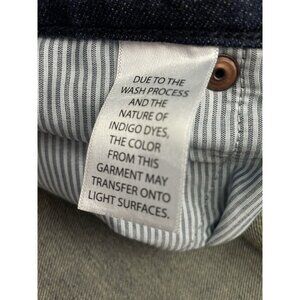 DUE TO THE
WASH PROCESS
AND THE
NATURE OF
INDIGO DYES,
THE COLOR
FROM THIS
GARMENT MAY
TRANSFER ONTO
LIGHT SURFACES.